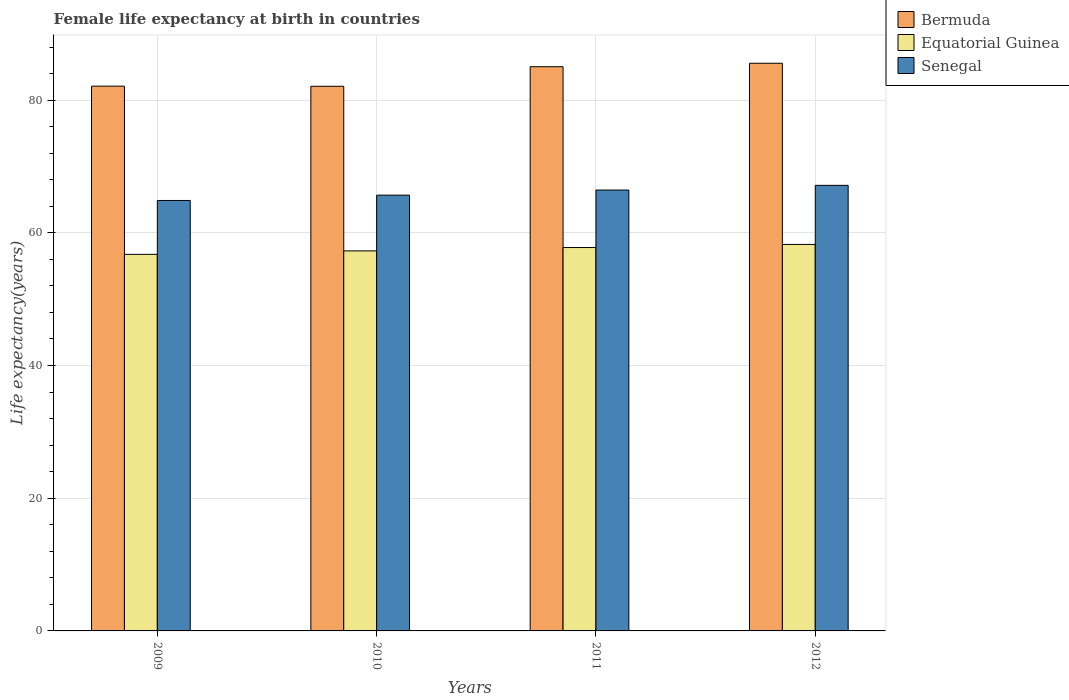 Female life expectancy at birth in countries
Bermuda
Equatorial Guinea
Senegal
Life expectancy(years)
80
60
40
20
0
2009
2010
2011
2012
Years